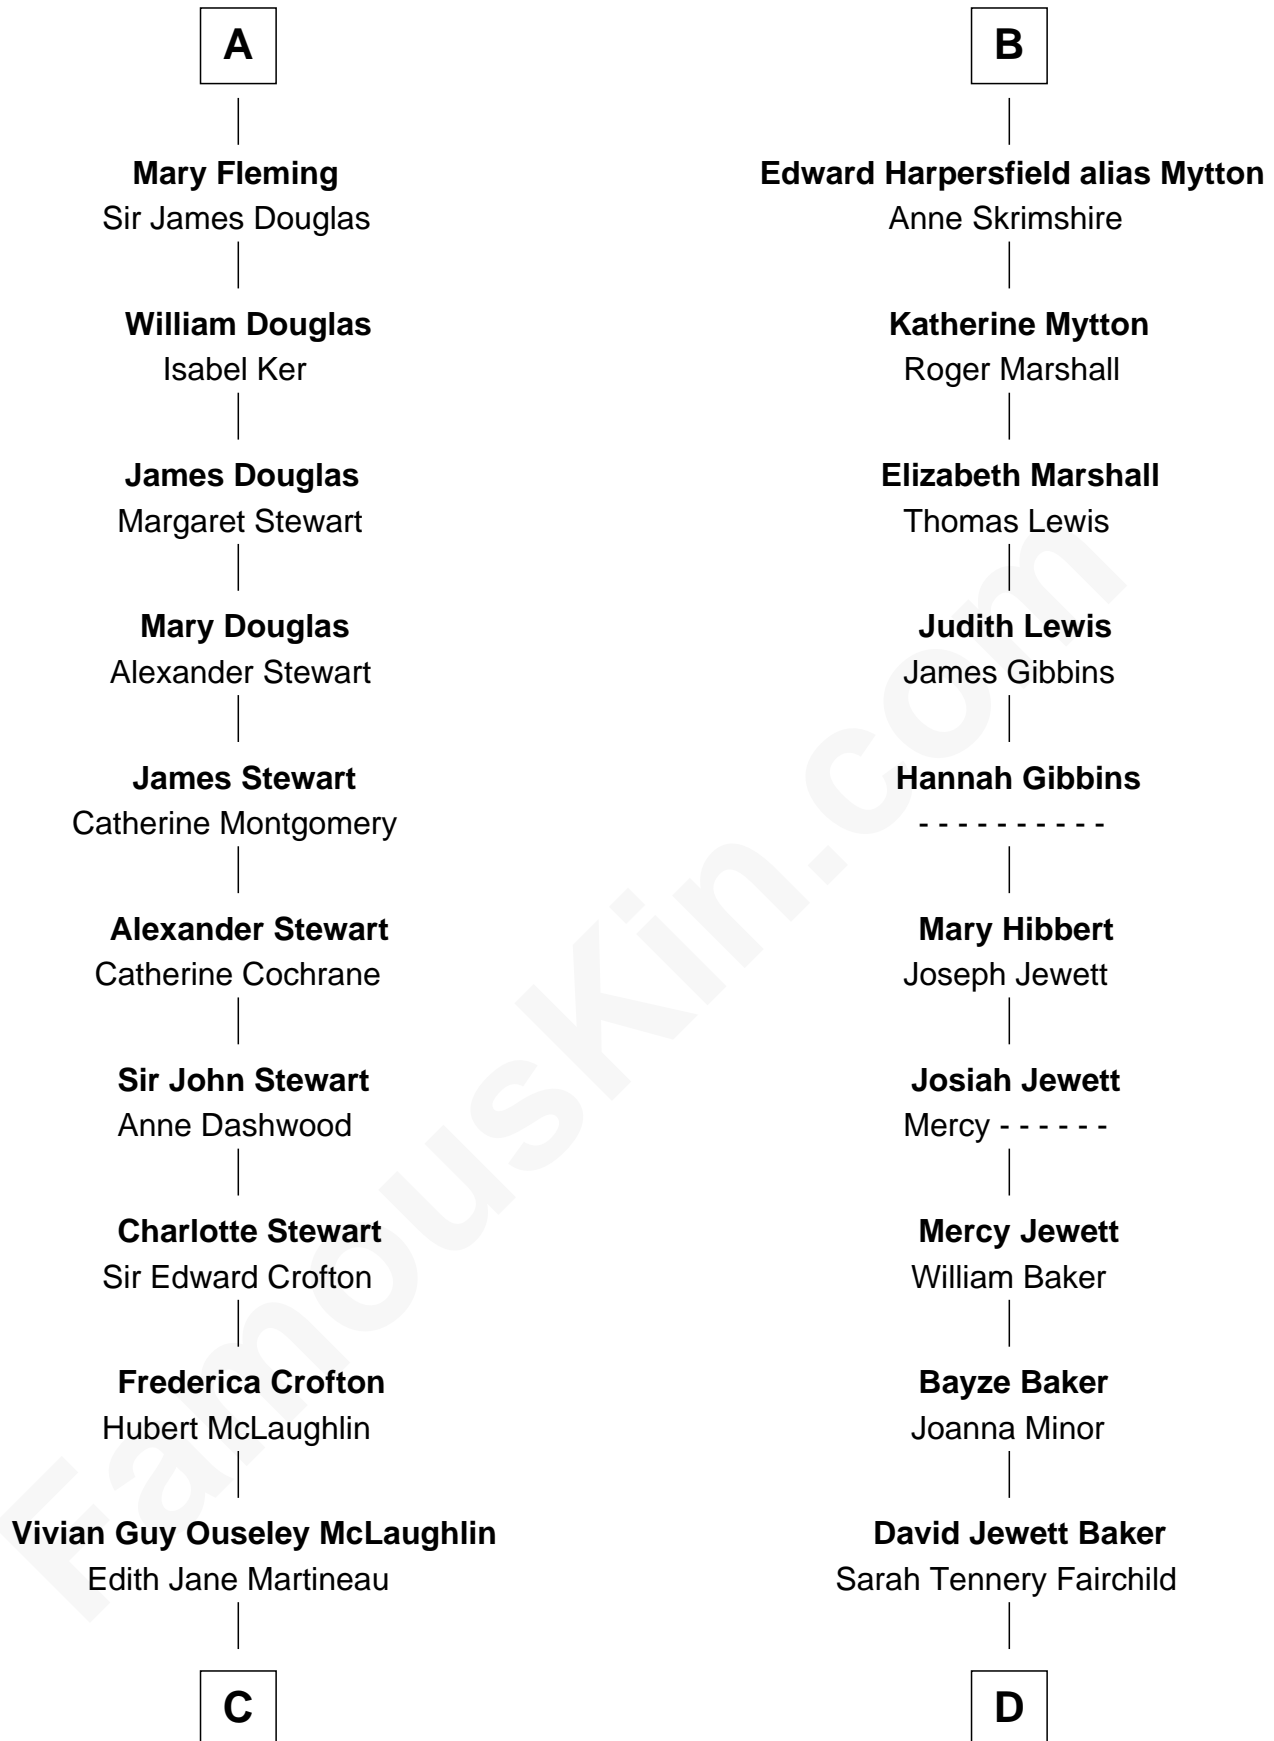 A
Mary Fleming
Sir James Douglas
William Douglas
Isabel Ker
James Douglas
Margaret Stewart
Mary Douglas
Alexander Stewart
James Stewart
Catherine Montgomery
Alexander Stewart
Catherine Cochrane
Sir John Stewart
Anne Dashwood
Charlotte Stewart
Sir Edward Crofton
Frederica Crofton
Hubert McLaughlin
Vivian Guy Ouseley McLaughlin
Edith Jane Martineau
C
B
Edward Harpersfield alias Mytton
Anne Skrimshire
Katherine Mytton
Roger Marshall
Elizabeth Marshall
Thomas Lewis
Judith Lewis
James Gibbins
Hannah Gibbins
- - - - - - - - - -
Mary Hibbert
Joseph Jewett
Josiah Jewett
Mercy - - - - - -
Mercy Jewett
William Baker
Bayze Baker
Joanna Minor
David Jewett Baker
Sarah Tennery Fairchild
D
FamousKin.com